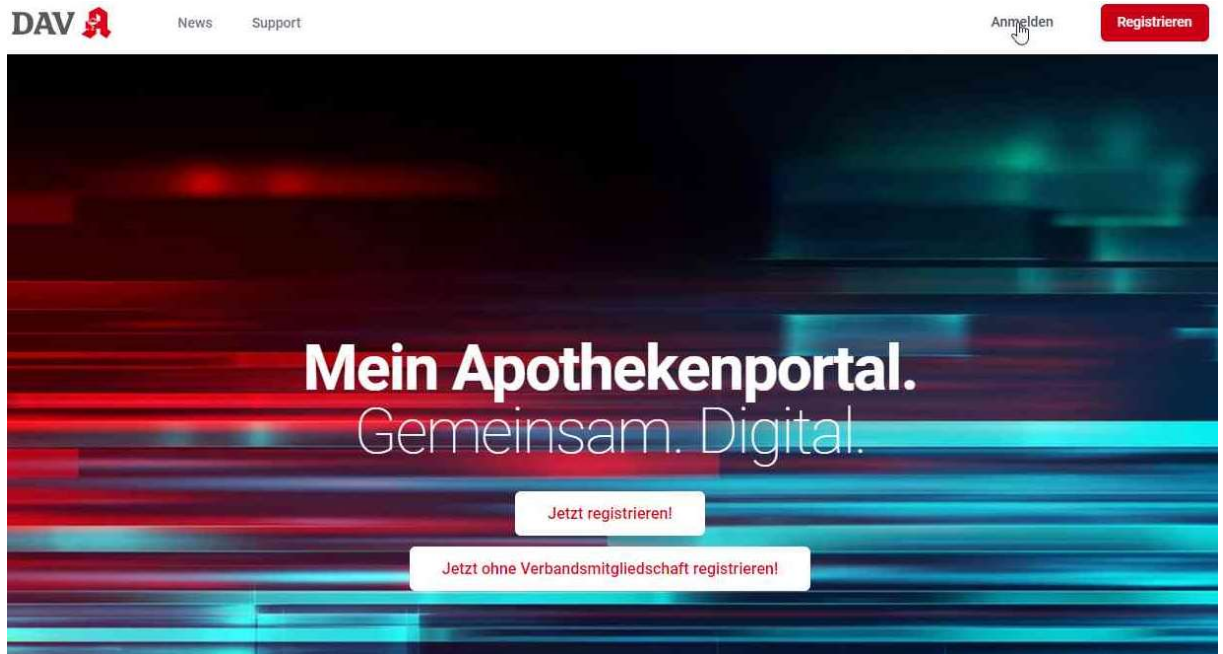 DAV
News
Support
Anmelden
Registrieren
Mein Apothekenportal.
Gemeinsam. Digital.
Jetzt registrieren!
Jetzt ohne Verbandsmitgliedschaft registrieren!